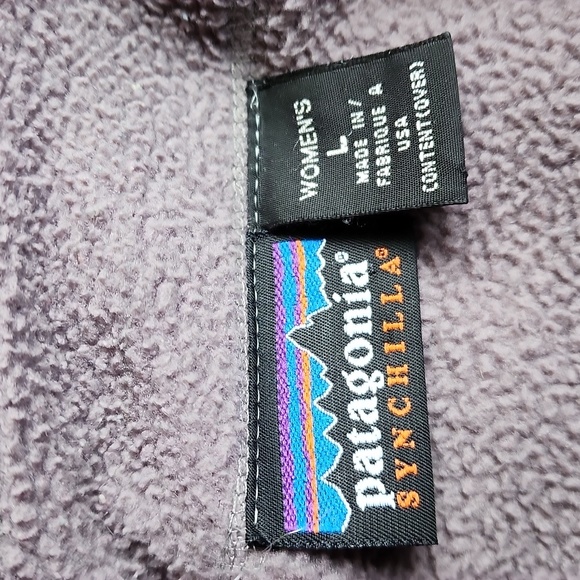 WOMEN'S
L
MADE IN/
FABRIQUE A
USA
CONTENT(OVER)
patagonia®
SYNCHILLA®